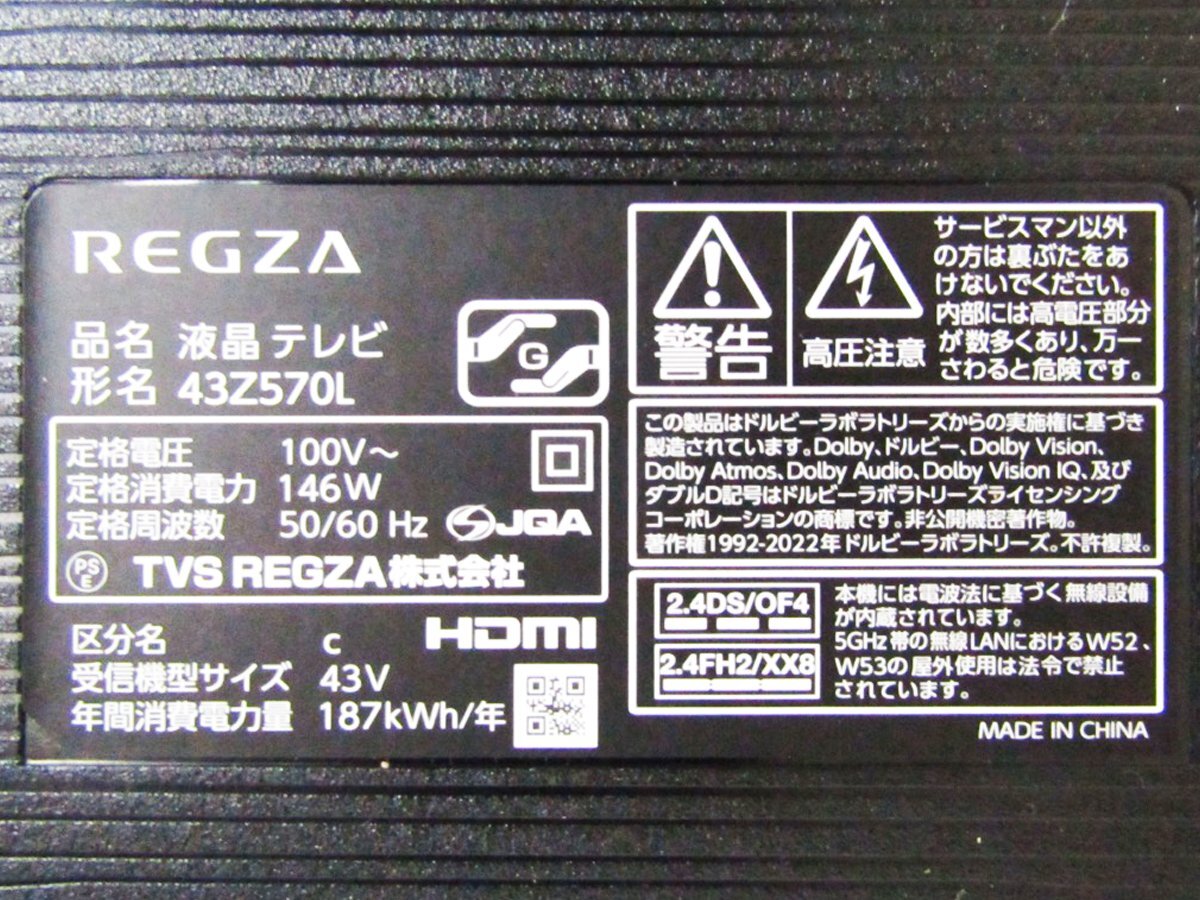 REGZA
品名 液晶テレビ
形名 43Z570L
G
定格電圧 100V～
定格消費電力 146W
定格周波数 50/60 Hz
JQA
PS
E
TVS REGZA株式会社
区分名 c
HDMI
受信機型サイズ 43V
年間消費電力量 187kWh/年
警告
高圧注意
サービスマン以外
の方は裏ぶたをあ
けないでください。
内部には高電圧部分
が数多くあり、万一
さわると危険です。
この製品はドルビーラボラトリーズからの実施権に基づき
製造されています。Dolby、ドルビー、Dolby Vision、
Dolby Atmos、Dolby Audio、Dolby Vision IQ、及び
ダブルD記号はドルビーラボラトリーズライセンシング
コーポレーションの商標です。非公開機密著作物。
著作権1992-2022年ドルビーラボラトリーズ。不許複製。
2.4DS/OF4
2.4FH2/XX8
本機には電波法に基づく無線設備
が内蔵されています。
5GHz帯の無線LANにおけるW52、
W53の屋外使用は法令で禁止
されています。
MADE IN CHINA